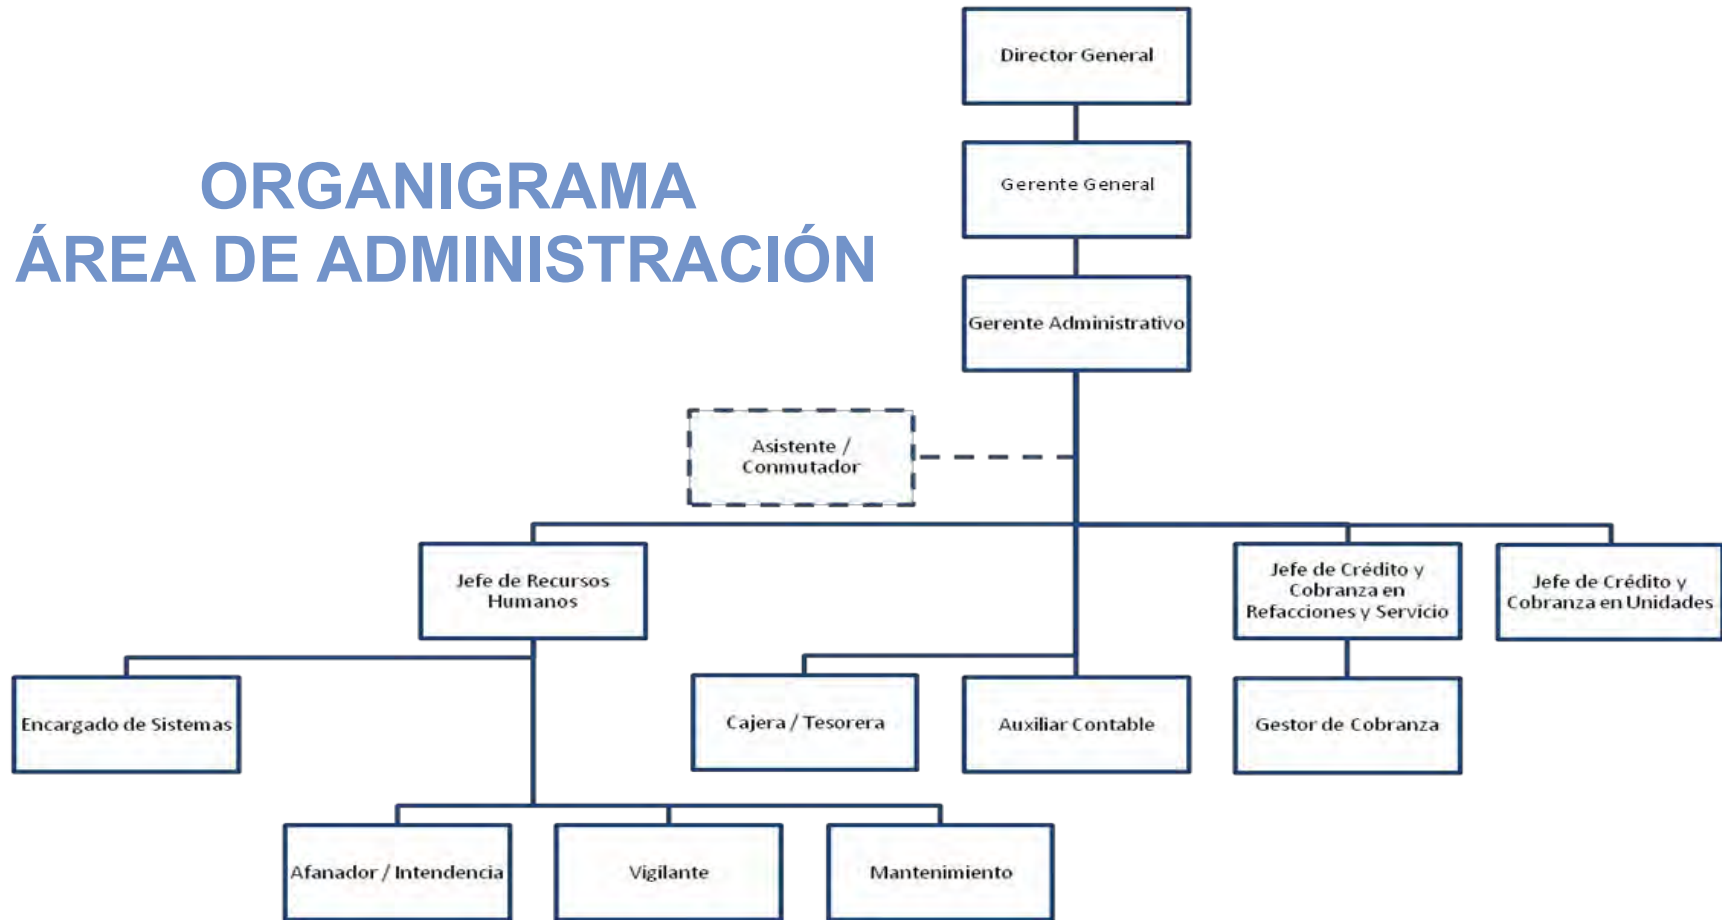 Director General
ORGANIGRAMA
ÁREA DE ADMINISTRACIÓN
Gerente General
Gerente Administrativo
Asistente /
Conmutador
Jefe de Recursos
Humanos
Jefe de Crédito y
Cobranza en
Refacciones y Servicio
Jefe de Crédito y
Cobranza en Unidades
Encargado de Sistemas
Cajera / Tesorera
Auxiliar Contable
Gestor de Cobranza
Afanador / Intendencia
Vigilante
Mantenimiento